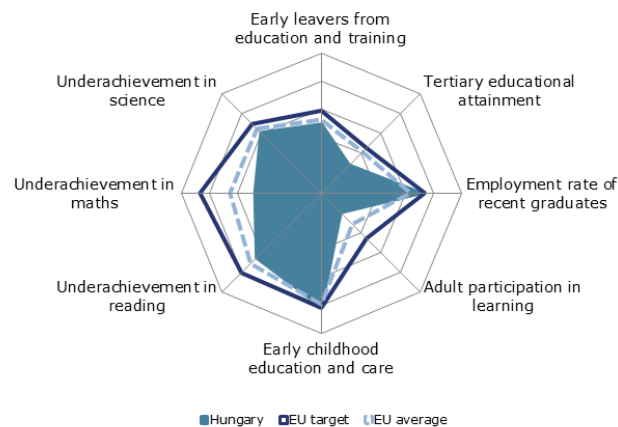 Early leavers from
education and training
Tertiary educational
attainment
Employment rate of
recent graduates
Adult participation in
learning
Early childhood
education and care
Underachievement in
reading
Underachievement in
maths
Underachievement in
science
Hungary EU target EU average